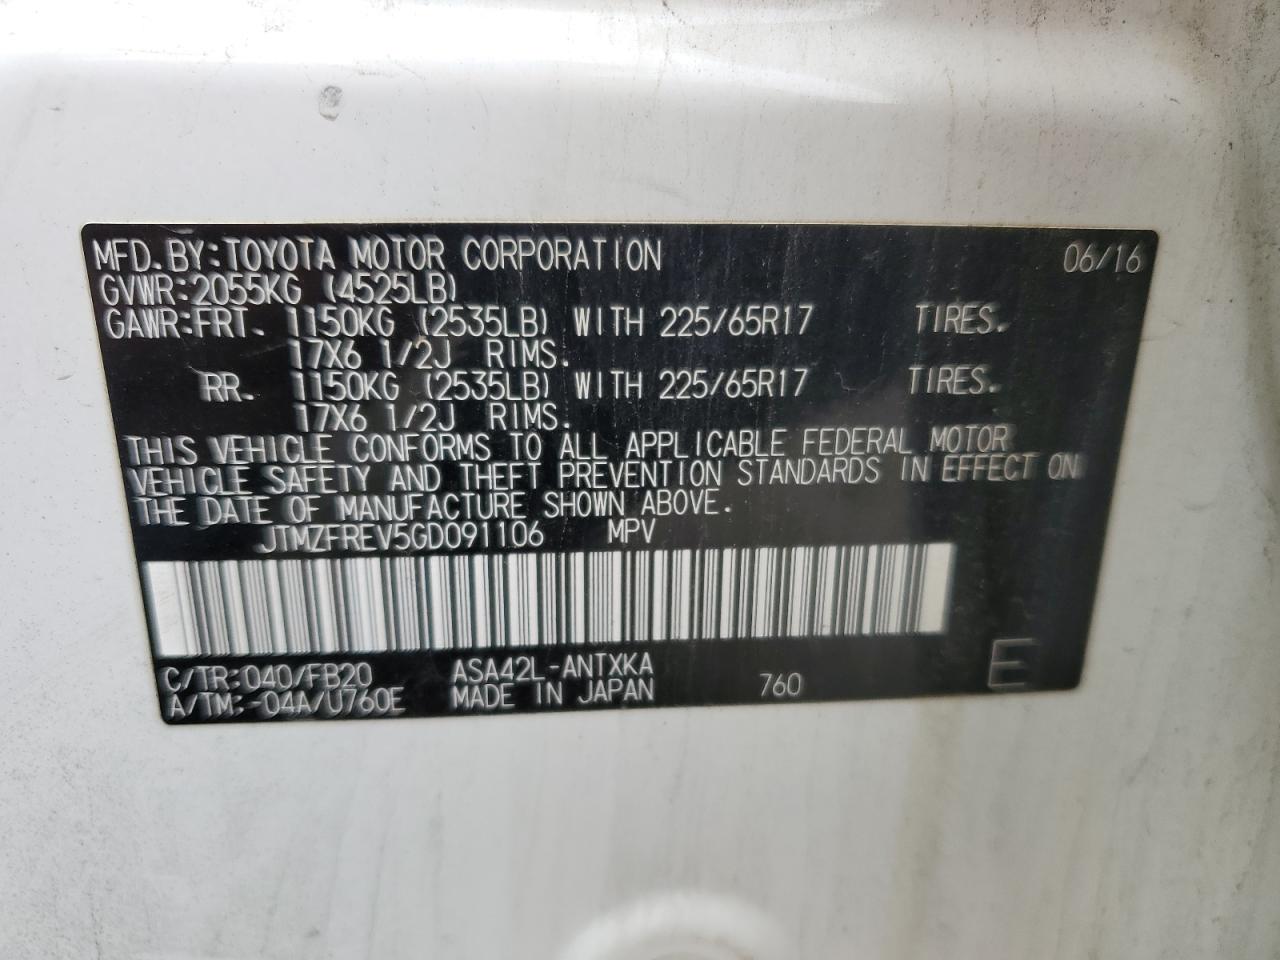 MFD. BY: TOYOTA MOTOR CORPORATION 06/16
GVWR: 2055KG (4525LB)
GAWR: FRT. 1150KG (2535LB) WITH 225/65R17 TIRES.
17X6 1/2J RIMS.
RR. 1150KG (2535LB) WITH 225/65R17 TIRES.
17X6 1/2J RIMS.
THIS VEHICLE CONFORMS TO ALL APPLICABLE FEDERAL MOTOR
VEHICLE SAFETY AND THEFT PREVENTION STANDARDS IN EFFECT ON
THE DATE OF MANUFACTURE SHOWN ABOVE.
JTMZFREV5GD091106 MPV
C/TR: 040/FB20 ASA42L-ANTXKA
A/TM: -04A/U760E MADE IN JAPAN 760 E